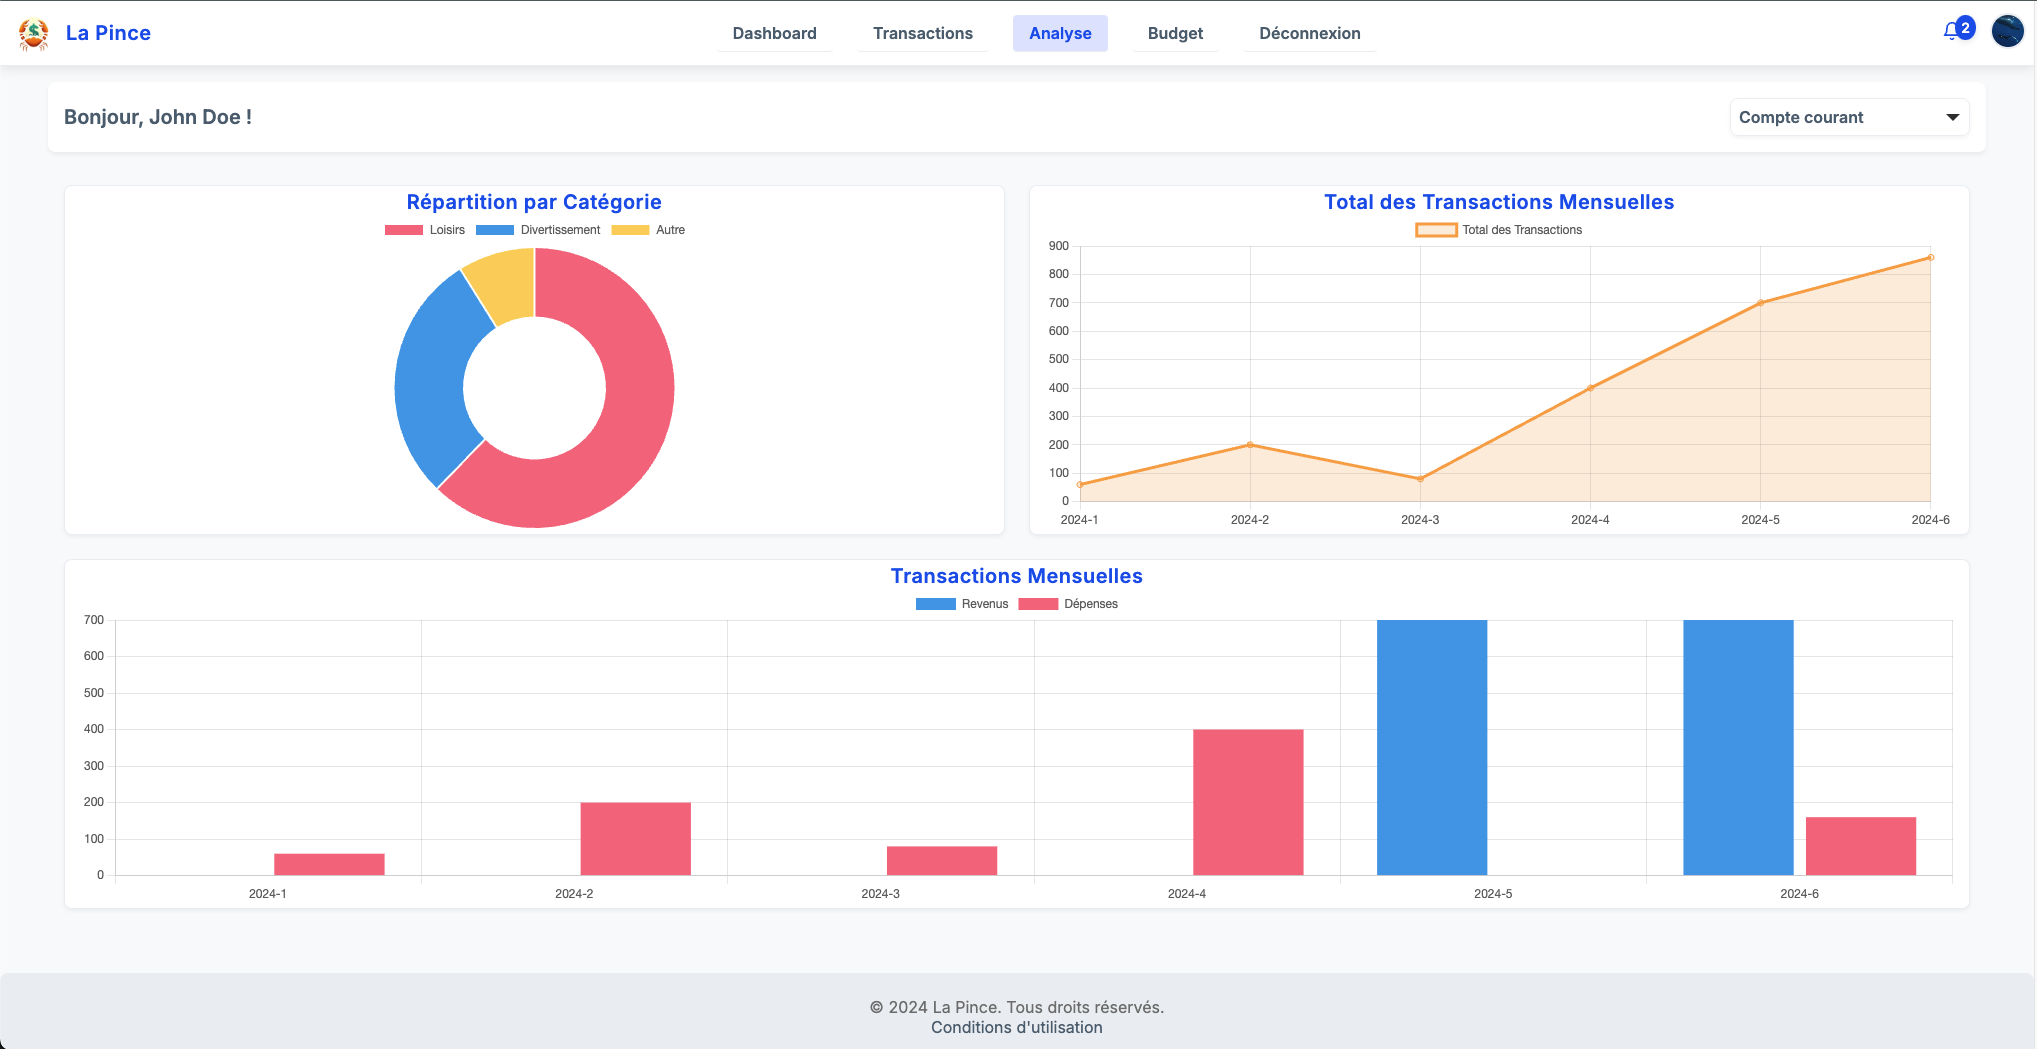 La Pince
Dashboard Transactions Analyse Budget Déconnexion
2
Bonjour, John Doe !
Compte courant
Répartition par Catégorie
Loisirs Divertissement Autre
Total des Transactions Mensuelles
Total des Transactions
900
800
700
600
500
400
300
200
100
0
2024-1 2024-2 2024-3 2024-4 2024-5 2024-6
Transactions Mensuelles
Revenus Dépenses
700
600
500
400
300
200
100
0
2024-1 2024-2 2024-3 2024-4 2024-5 2024-6
© 2024 La Pince. Tous droits réservés.
Conditions d'utilisation